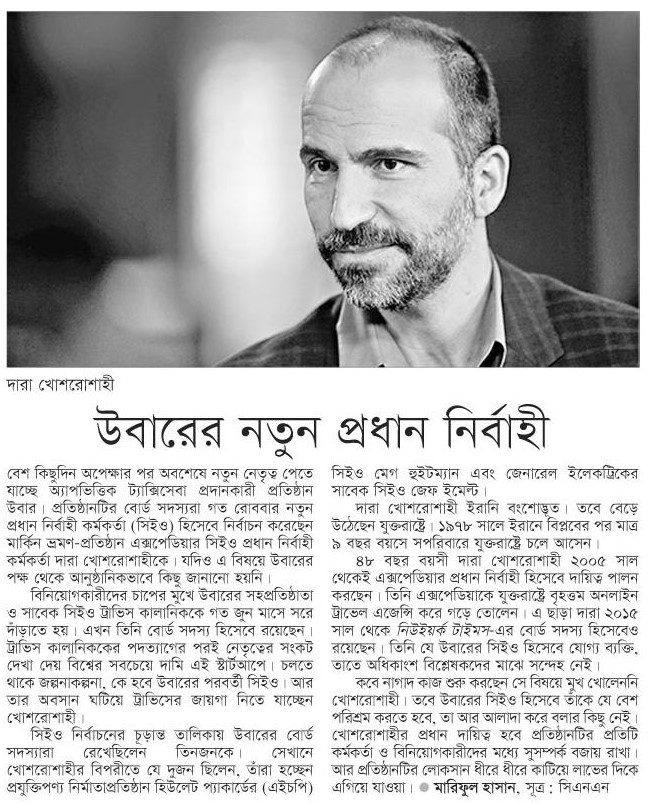 দারা খোশরোশাহী
উবারের নতুন প্রধান নির্বাহী
বেশ কিছুদিন অপেক্ষার পর অবশেষে নতুন নেতৃত্ব পেতে
যাচ্ছে অ্যাপভিত্তিক ট্যাক্সিসেবা প্রদানকারী প্রতিষ্ঠান
উবার। প্রতিষ্ঠানটির বোর্ড সদস্যরা গত রোববার নতুন
প্রধান নির্বাহী কর্মকর্তা (সিইও) হিসেবে নির্বাচন করেছেন
মার্কিন ভ্রমণ-প্রতিষ্ঠান এক্সপেডিয়ার সিইও প্রধান নির্বাহী
কর্মকর্তা দারা খোশরোশাহীকে। যদিও এ বিষয়ে উবারের
পক্ষ থেকে আনুষ্ঠানিকভাবে কিছু জানানো হয়নি।
বিনিয়োগকারীদের চাপের মুখে উবারের সহপ্রতিষ্ঠাতা
ও সাবেক সিইও ট্রাভিস কালানিককে গত জুন মাসে সরে
দাঁড়াতে হয়। এখন তিনি বোর্ড সদস্য হিসেবে রয়েছেন।
ট্রাভিস কালানিককের পদত্যাগের পরই নেতৃত্বের সংকট
দেখা দেয় বিশ্বের সবচেয়ে দামি এই স্টার্টআপে। চলতে
থাকে জল্পনাকল্পনা, কে হবে উবারের পরবর্তী সিইও। আর
তার অবসান ঘটিয়ে ট্রাভিসের জায়গা নিতে যাচ্ছেন
খোশরোশাহী।
সিইও নির্বাচনের চূড়ান্ত তালিকায় উবারের বোর্ড
সদস্যারা রেখেছিলেন তিনজনকে। সেখানে
খোশরোশাহীর বিপরীতে যে দুজন ছিলেন, তাঁরা হচ্ছেন
প্রযুক্তিপণ্য নির্মাতাপ্রতিষ্ঠান হিউলেট প্যাকার্ডের (এইচপি)
সিইও মেগ হুইটম্যান এবং জেনারেল ইলেকট্রিকের
সাবেক সিইও জেফ ইমেল্ট।
দারা খোশরোশাহী ইরানি বংশোদ্ভূত। তবে বেড়ে
উঠেছেন যুক্তরাষ্ট্রে। ১৯৭৮ সালে ইরানে বিপ্লবের পর মাত্র
৯ বছর বয়সে সপরিবারে যুক্তরাষ্ট্রে চলে আসেন।
৪৮ বছর বয়সী দারা খোশরোশাহী ২০০৫ সাল
থেকেই এক্সপেডিয়ার প্রধান নির্বাহী হিসেবে দায়িত্ব পালন
করছেন। তিনি এক্সপেডিয়াকে যুক্তরাষ্ট্রে বৃহত্তম অনলাইন
ট্রাভেল এজেন্সি করে গড়ে তোলেন। এ ছাড়া দারা ২০১৫
সাল থেকে নিউইয়র্ক টাইমস-এর বোর্ড সদস্য হিসেবেও
রয়েছেন। তিনি যে উবারের সিইও হিসেবে যোগ্য ব্যক্তি,
তাতে অধিকাংশ বিশ্লেষকদের মাঝে সন্দেহ নেই।
কবে নাগাদ কাজ শুরু করছেন সে বিষয়ে মুখ খোলেননি
খোশরোশাহী। তবে উবারের সিইও হিসেবে তাঁকে যে বেশ
পরিশ্রম করতে হবে, তা আর আলাদা করে বলার কিছু নেই।
খোশরোশাহীর প্রধান দায়িত্ব হবে প্রতিষ্ঠানটির প্রতিটি
কর্মকর্তা ও বিনিয়োগকারীদের মধ্যে সুসম্পর্ক বজায় রাখা।
আর প্রতিষ্ঠানটির লোকসান ধীরে ধীরে কাটিয়ে লাভের দিকে
এগিয়ে যাওয়া। ● মারিফুল হাসান, সূত্র : সিএনএন